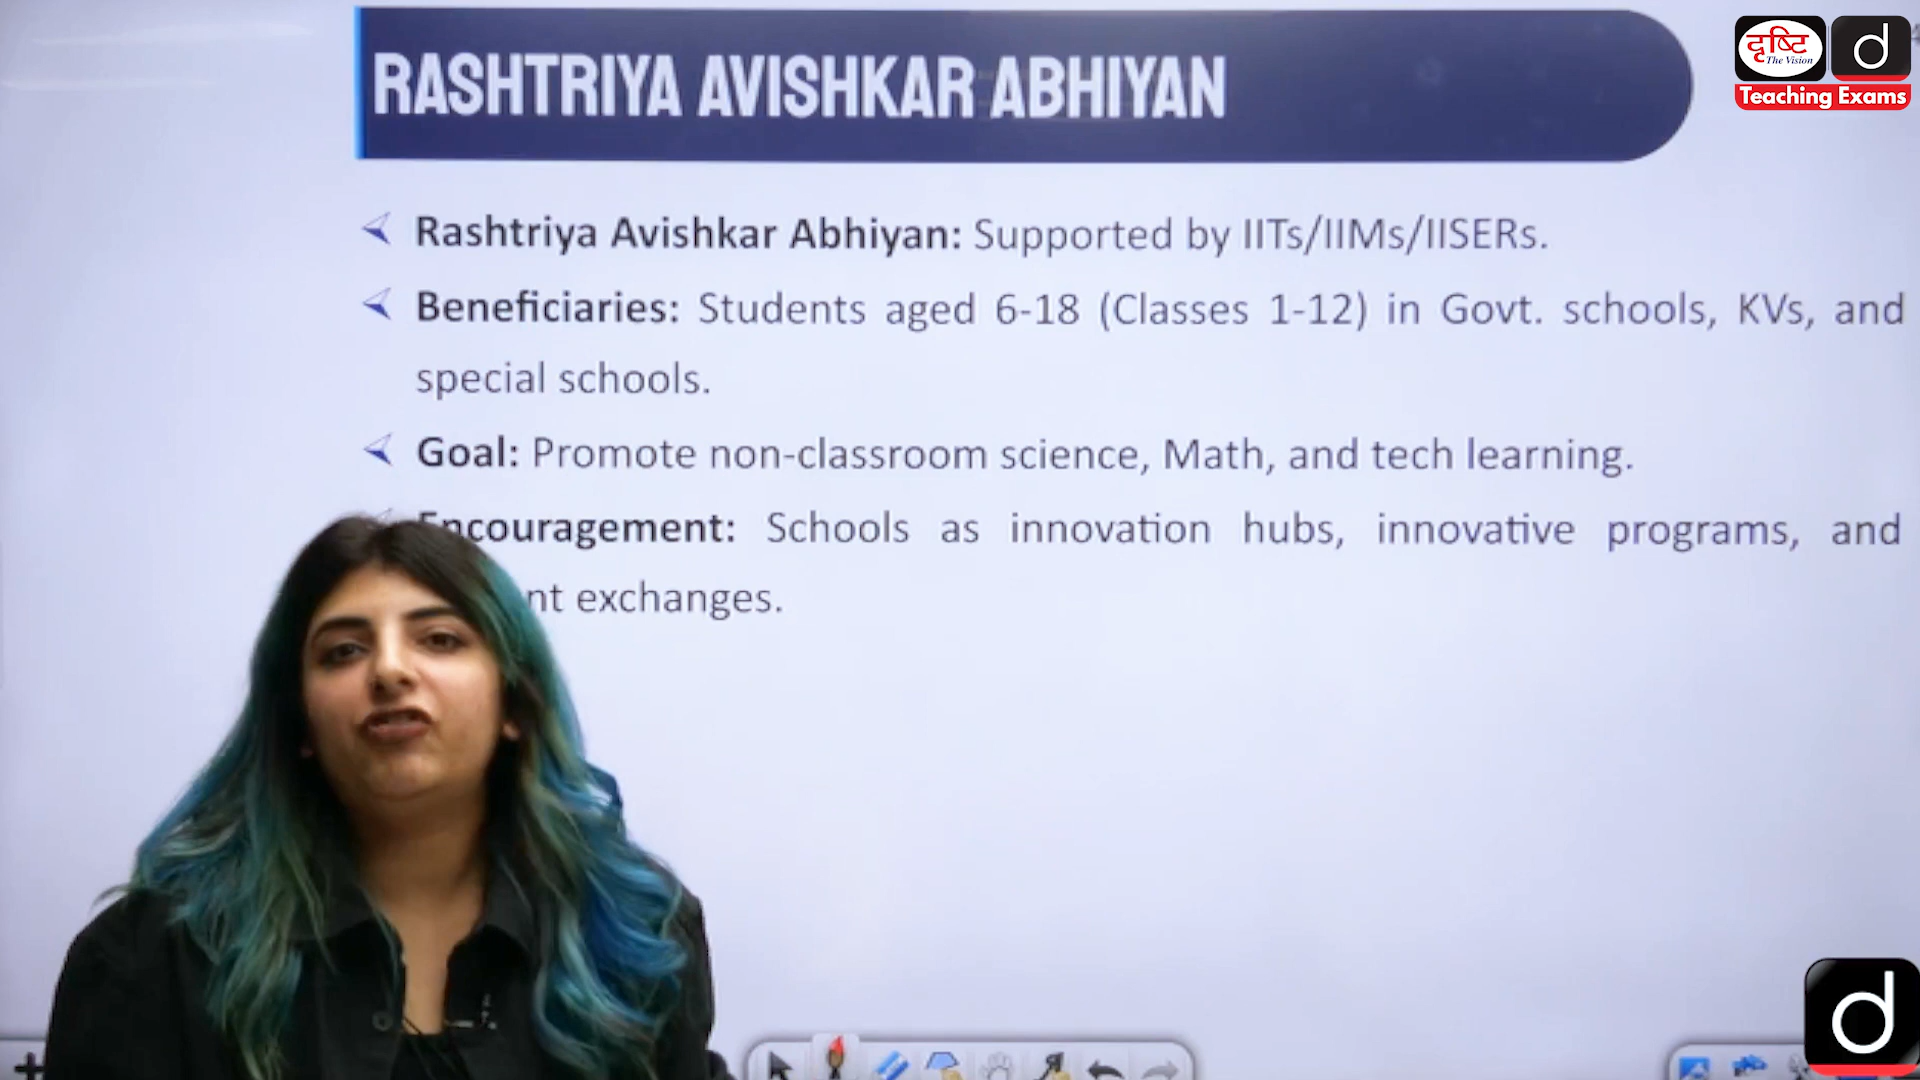 RASHTRIYA AVISHKAR ABHIYAN
दृष्टि
The Vision
d
Teaching Exams
Rashtriya Avishkar Abhiyan: Supported by IITs/IIMs/IISERs.
Beneficiaries: Students aged 6-18 (Classes 1-12) in Govt. schools, KVs, and
special schools.
Goal: Promote non-classroom science, Math, and tech learning.
Encouragement: Schools as innovation hubs, innovative programs, and
exchanges.
d